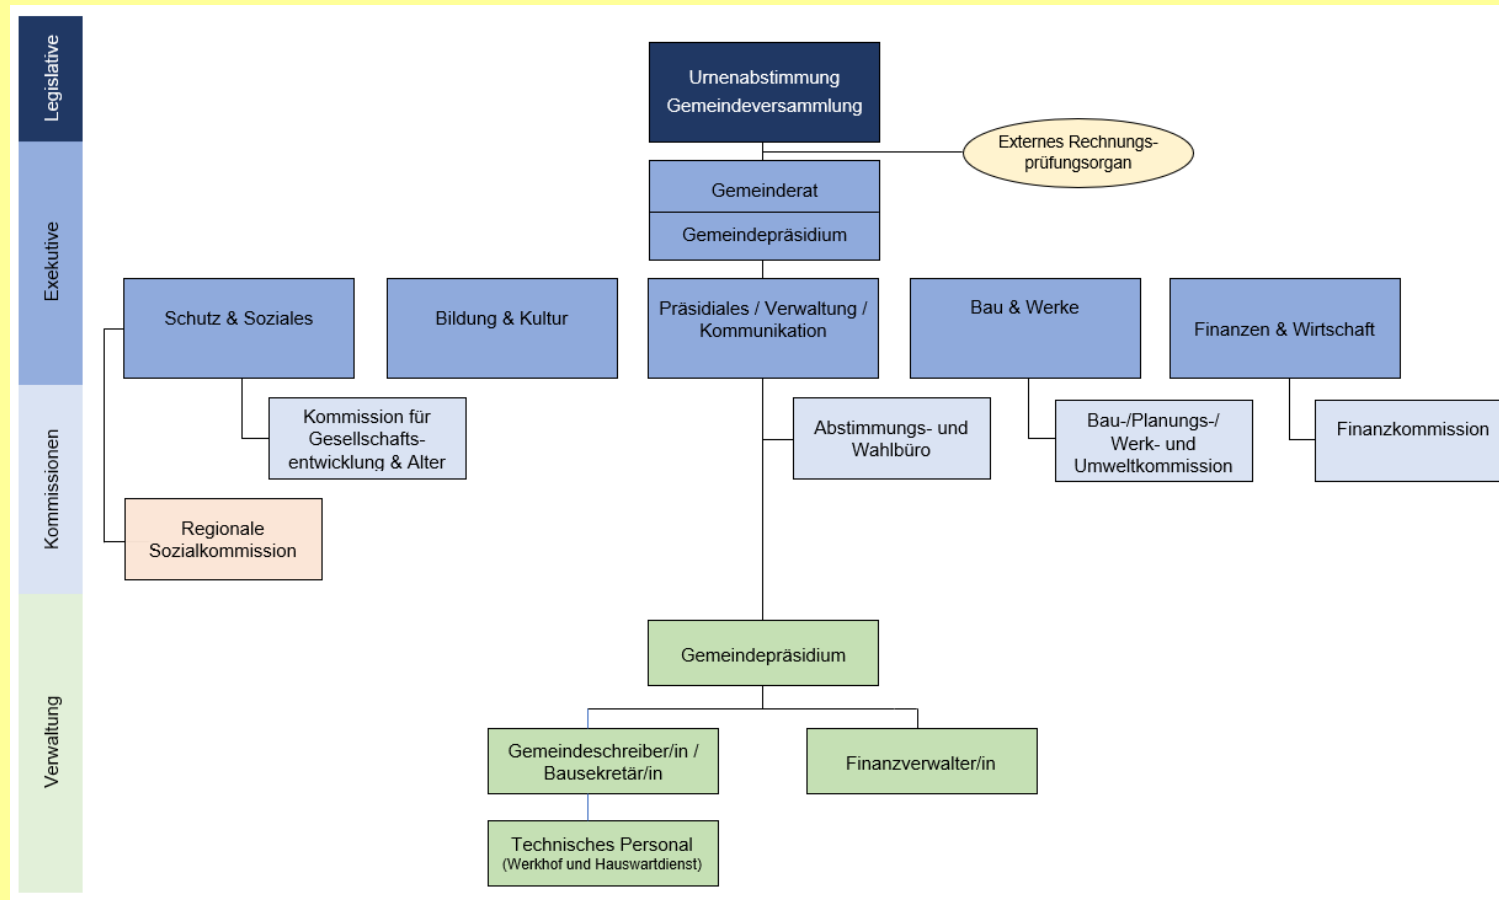 Legislative
Urnenabstimmung
Gemeindeversammlung
Externes Rechnungs-
prüfungsorgan
Exekutive
Gemeinderat
Gemeindepräsidium
Schutz & Soziales
Bildung & Kultur
Präsidiales / Verwaltung /
Kommunikation
Bau & Werke
Finanzen & Wirtschaft
Kommissionen
Kommission für
Gesellschafts-
entwicklung & Alter
Abstimmungs- und
Wahlbüro
Bau-/Planungs-/
Werk- und
Umweltkommission
Finanzkommission
Regionale
Sozialkommission
Verwaltung
Gemeindepräsidium
Gemeindeschreiber/in /
Bausekretär/in
Finanzverwalter/in
Technisches Personal
(Werkhof und Hauswartdienst)